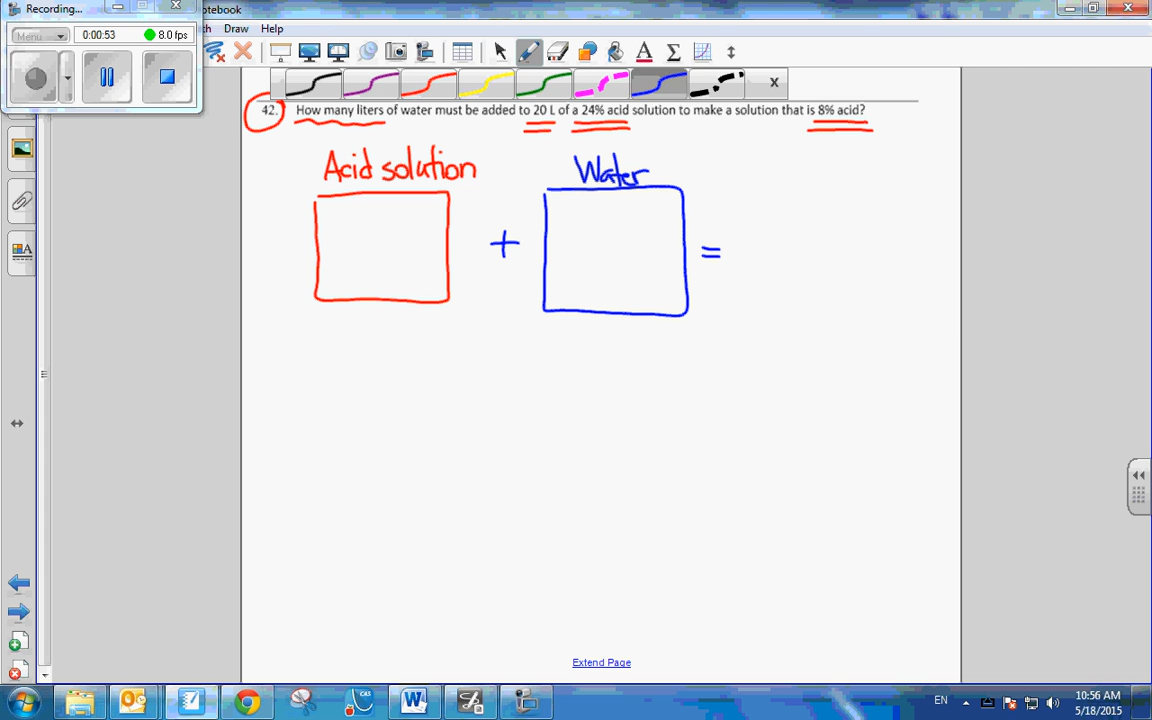 Recording...
otebook
Menu
0:00:53
8.0 fps
th Draw Help
x
42. How many liters of water must be added to 20 L of a 24% acid solution to make a solution that is 8% acid?
Acid solution
Water
+
=
Extend Page
EN
10:56 AM
5/18/2015